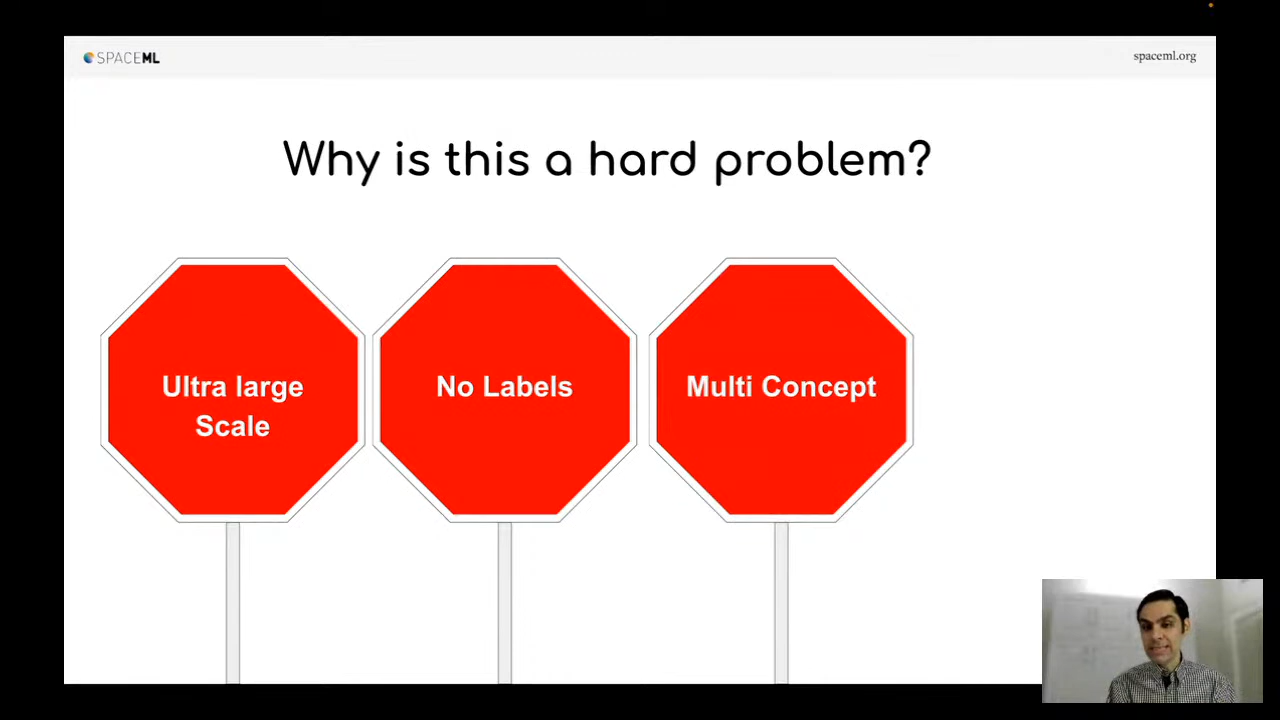 SPACEML
spaceml.org
Why is this a hard problem?
Ultra large
Scale
No Labels
Multi Concept